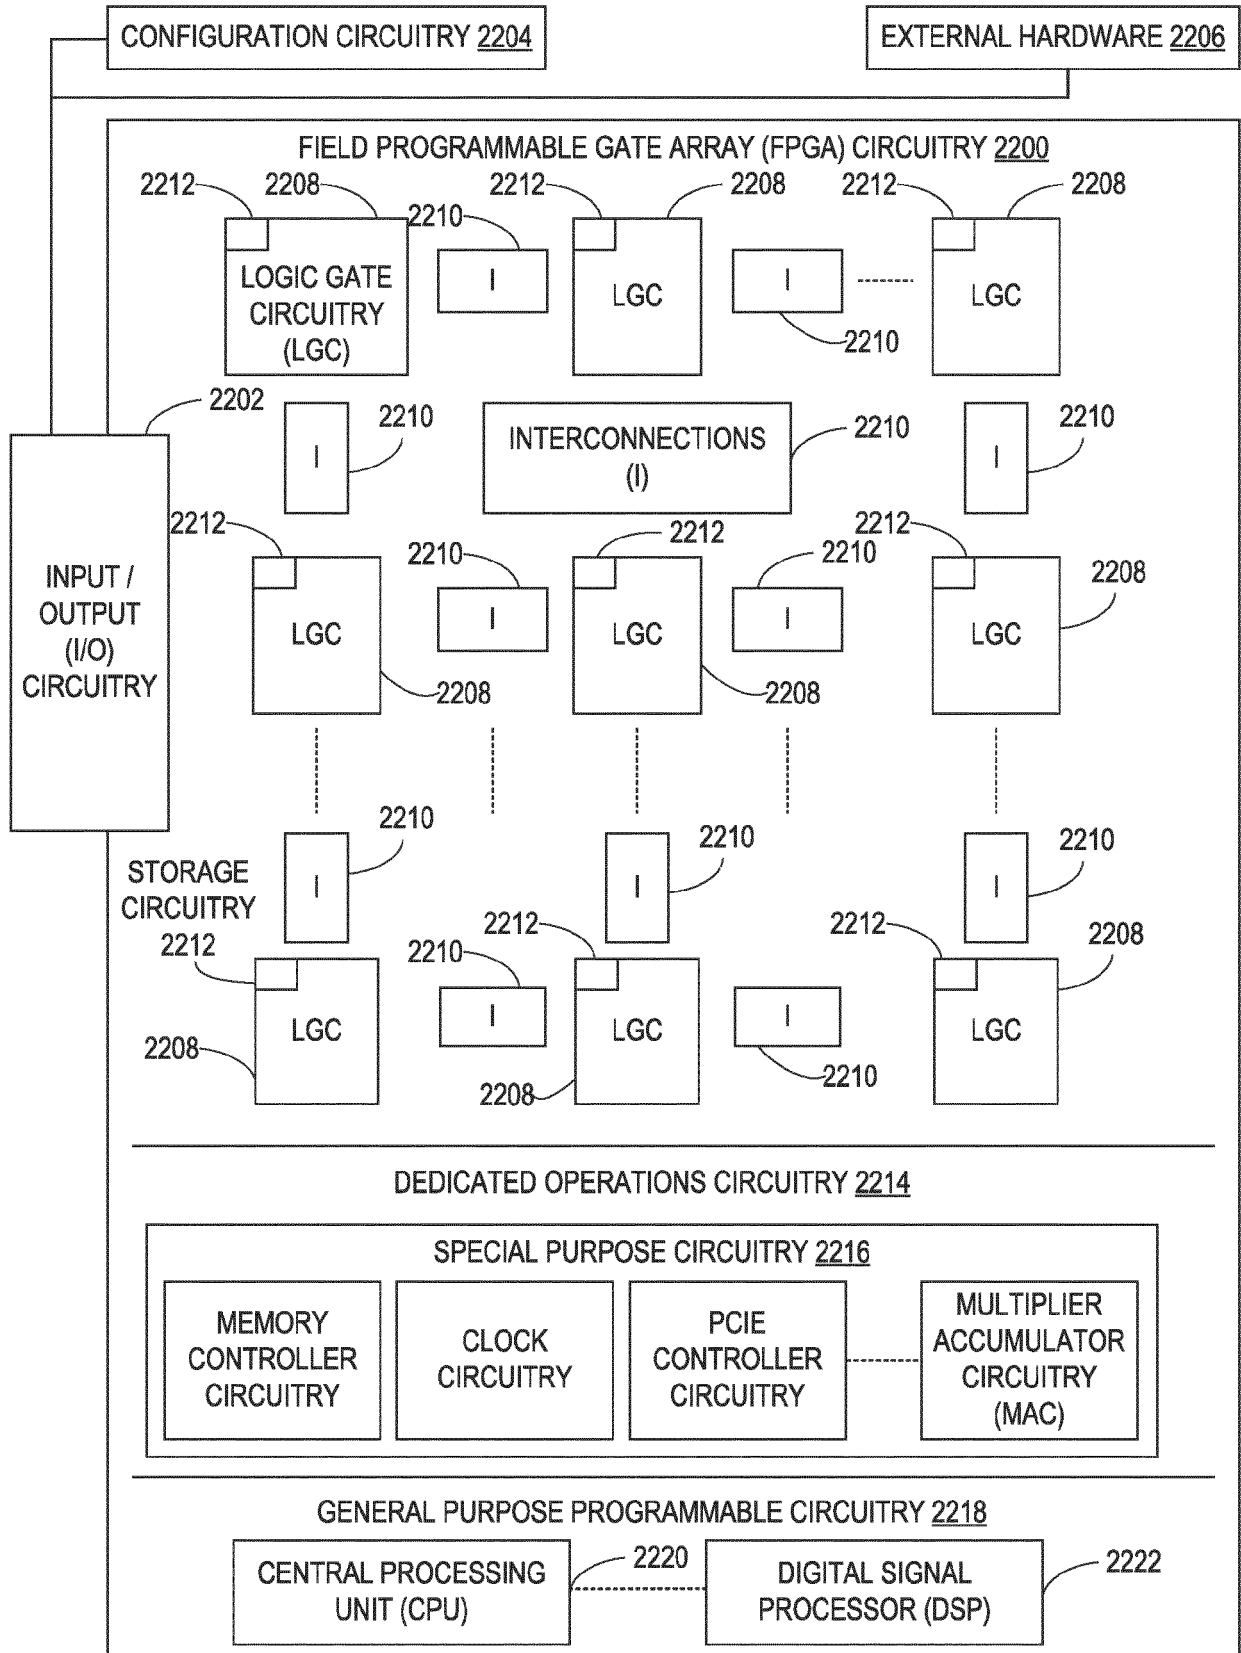 CONFIGURATION CIRCUITRY 2204
EXTERNAL HARDWARE 2206
FIELD PROGRAMMABLE GATE ARRAY (FPGA) CIRCUITRY 2200
2212
2208
2212
2208
2212
2208
2210
LOGIC GATE
CIRCUITRY
(LGC)
I
LGC
I
LGC
2210
2202
2210
INTERCONNECTIONS
(I)
2210
2210
I
I
2212
2210
2212
2210
2212
INPUT /
OUTPUT
(I/O)
CIRCUITRY
LGC
I
LGC
I
LGC
2208
2208
2208
2210
2210
2210
STORAGE
CIRCUITRY
I
I
I
2212
2210
2212
2212
2208
LGC
I
LGC
I
LGC
2208
2208
2210
DEDICATED OPERATIONS CIRCUITRY 2214
SPECIAL PURPOSE CIRCUITRY 2216
MEMORY
CONTROLLER
CIRCUITRY
CLOCK
CIRCUITRY
PCIE
CONTROLLER
CIRCUITRY
MULTIPLIER
ACCUMULATOR
CIRCUITRY
(MAC)
GENERAL PURPOSE PROGRAMMABLE CIRCUITRY 2218
CENTRAL PROCESSING
UNIT (CPU)
2220
DIGITAL SIGNAL
PROCESSOR (DSP)
2222